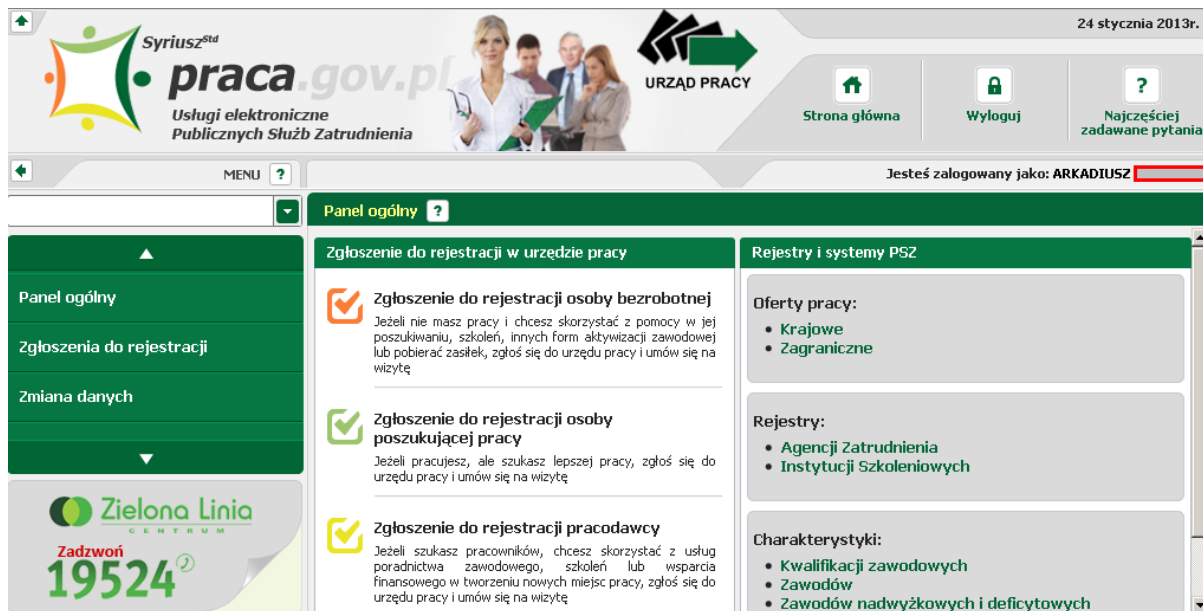 24 stycznia 2013r.
Syriusz Std
praca.gov.pl
Usługi elektroniczne
Publicznych Służb Zatrudnienia
URZĄD PRACY
Strona główna
Wyloguj
?
Najczęściej
zadawane pytania
MENU ?
Jesteś zalogowany jako: ARKADIUSZ
Panel ogólny ?
Panel ogólny
Zgłoszenia do rejestracji
Zmiana danych
Zielona Linia
CENTRUM
Zadzwoń
19524
Zgłoszenie do rejestracji w urzędzie pracy
Zgłoszenie do rejestracji osoby bezrobotnej
Jeżeli nie masz pracy i chcesz skorzystać z pomocy w jej
poszukiwaniu, szkoleń, innych form aktywizacji zawodowej
lub pobierać zasiłek, zgłoś się do urzędu pracy i umów się na
wizytę
Zgłoszenie do rejestracji osoby
poszukującej pracy
Jeżeli pracujesz, ale szukasz lepszej pracy, zgłoś się do
urzędu pracy i umów się na wizytę
Zgłoszenie do rejestracji pracodawcy
Jeżeli szukasz pracowników, chcesz skorzystać z usług
poradnictwa zawodowego, szkoleń lub wsparcia
finansowego w tworzeniu nowych miejsc pracy, zgłoś się do
urzędu pracy i umów się na wizytę
Rejestry i systemy PSZ
Oferty pracy:
• Krajowe
• Zagraniczne
Rejestry:
• Agencji Zatrudnienia
• Instytucji Szkoleniowych
Charakterystyki:
• Kwalifikacji zawodowych
• Zawodów
• Zawodów nadwyżkowych i deficytowych